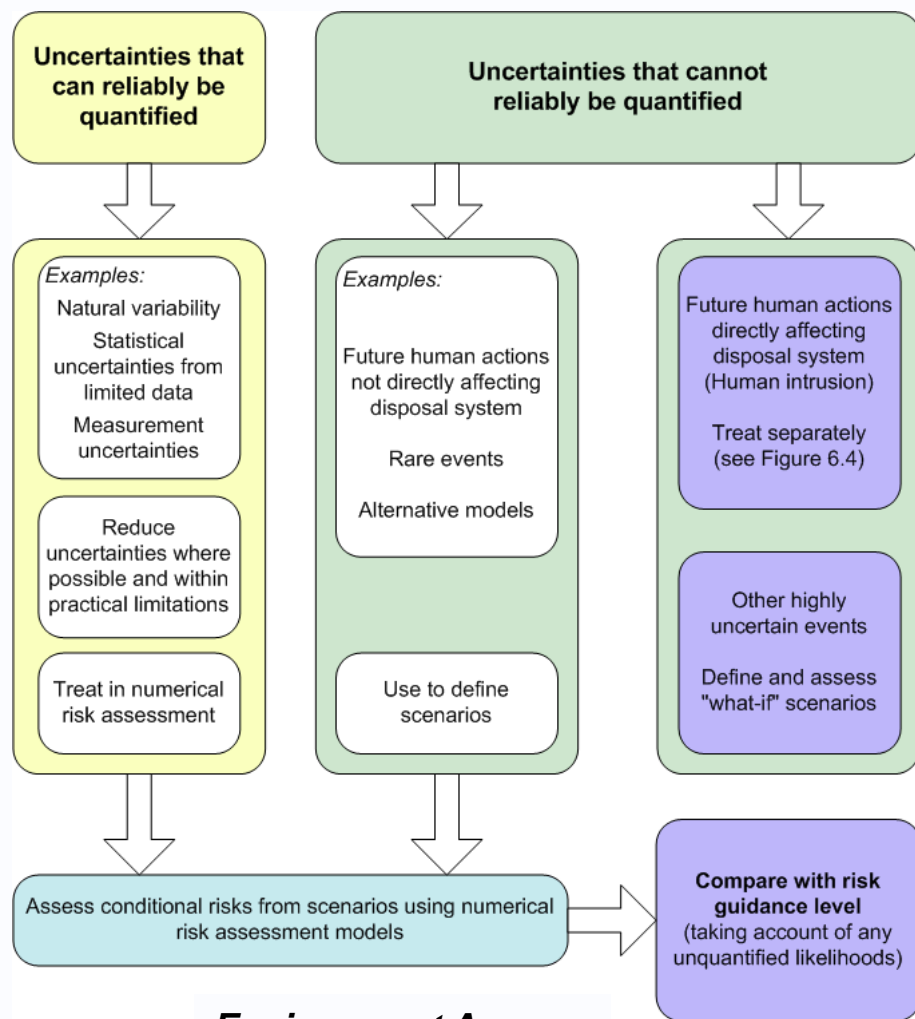 Uncertainties that
can reliably be
quantified
Uncertainties that cannot
reliably be quantified
Examples:
Natural variability
Statistical
uncertainties from
limited data
Measurement
uncertainties
Reduce
uncertainties where
possible and within
practical limitations
Treat in numerical
risk assessment
Examples:
Future human actions
not directly affecting
disposal system
Rare events
Alternative models
Use to define
scenarios
Future human actions
directly affecting
disposal system
(Human intrusion)
Treat separately
(see Figure 6.4)
Other highly
uncertain events
Define and assess
"what-if" scenarios
Assess conditional risks from scenarios using numerical
risk assessment models
Compare with risk
guidance level
(taking account of any
unquantified likelihoods)